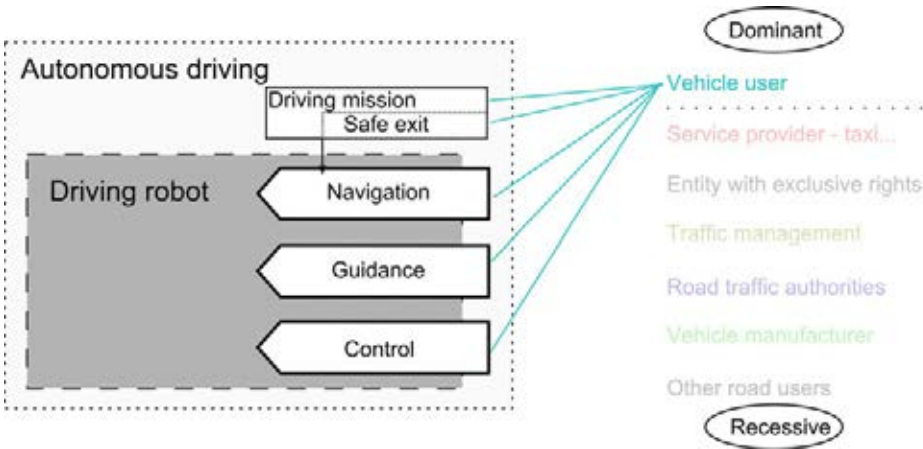 Dominant
Autonomous driving
Vehicle user
Driving mission
Safe exit
Service provider - taxi...
Driving robot
Navigation
Entity with exclusive rights
Traffic management
Guidance
Road traffic authorities
Vehicle manufacturer
Control
Other road users
Recessive